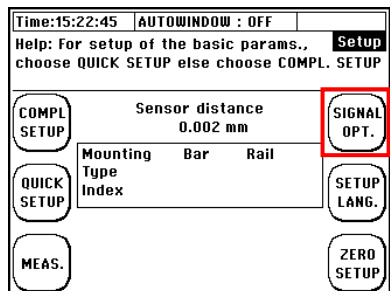 Time:15:22:45 AUTOWINDOW : OFF
Help: For setup of the basic params., Setup
choose QUICK SETUP else choose COMPL. SETUP
COMPL SETUP
Sensor distance
0.002 mm
SIGNAL OPT.
Mounting Bar Rail
Type
Index
QUICK SETUP
SETUP LANG.
MEAS.
ZERO SETUP